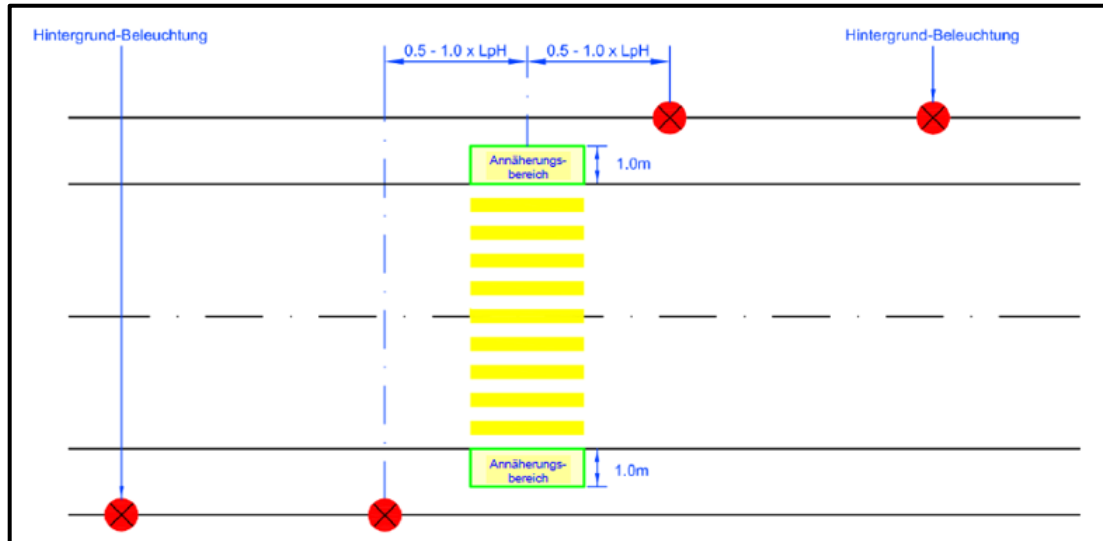 Hintergrund-Beleuchtung
0.5 - 1.0 x LpH
0.5 - 1.0 x LpH
Hintergrund-Beleuchtung
Annäherungs-
bereich
1.0m
Annäherungs-
bereich
1.0m